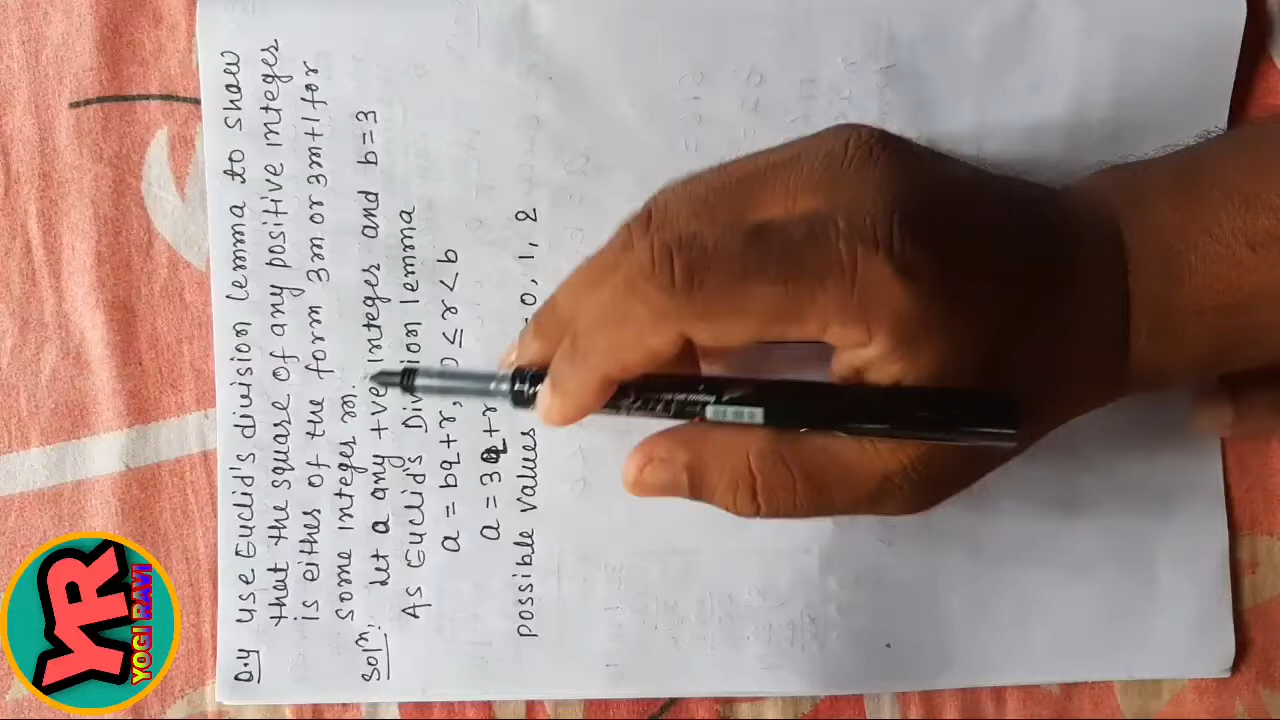 Q.4 use Euclid's division lemma to show
that the square of any positive integer
is either of the form 3m or 3m+1 for
some integer m.
Soln: Let a any +ve integer and b=3
As Euclid's Division lemma
a = bq+r, 0 ≤ r < b
a = 3q+r
possible values 0, 1, 2
YR
YOGI RAVI